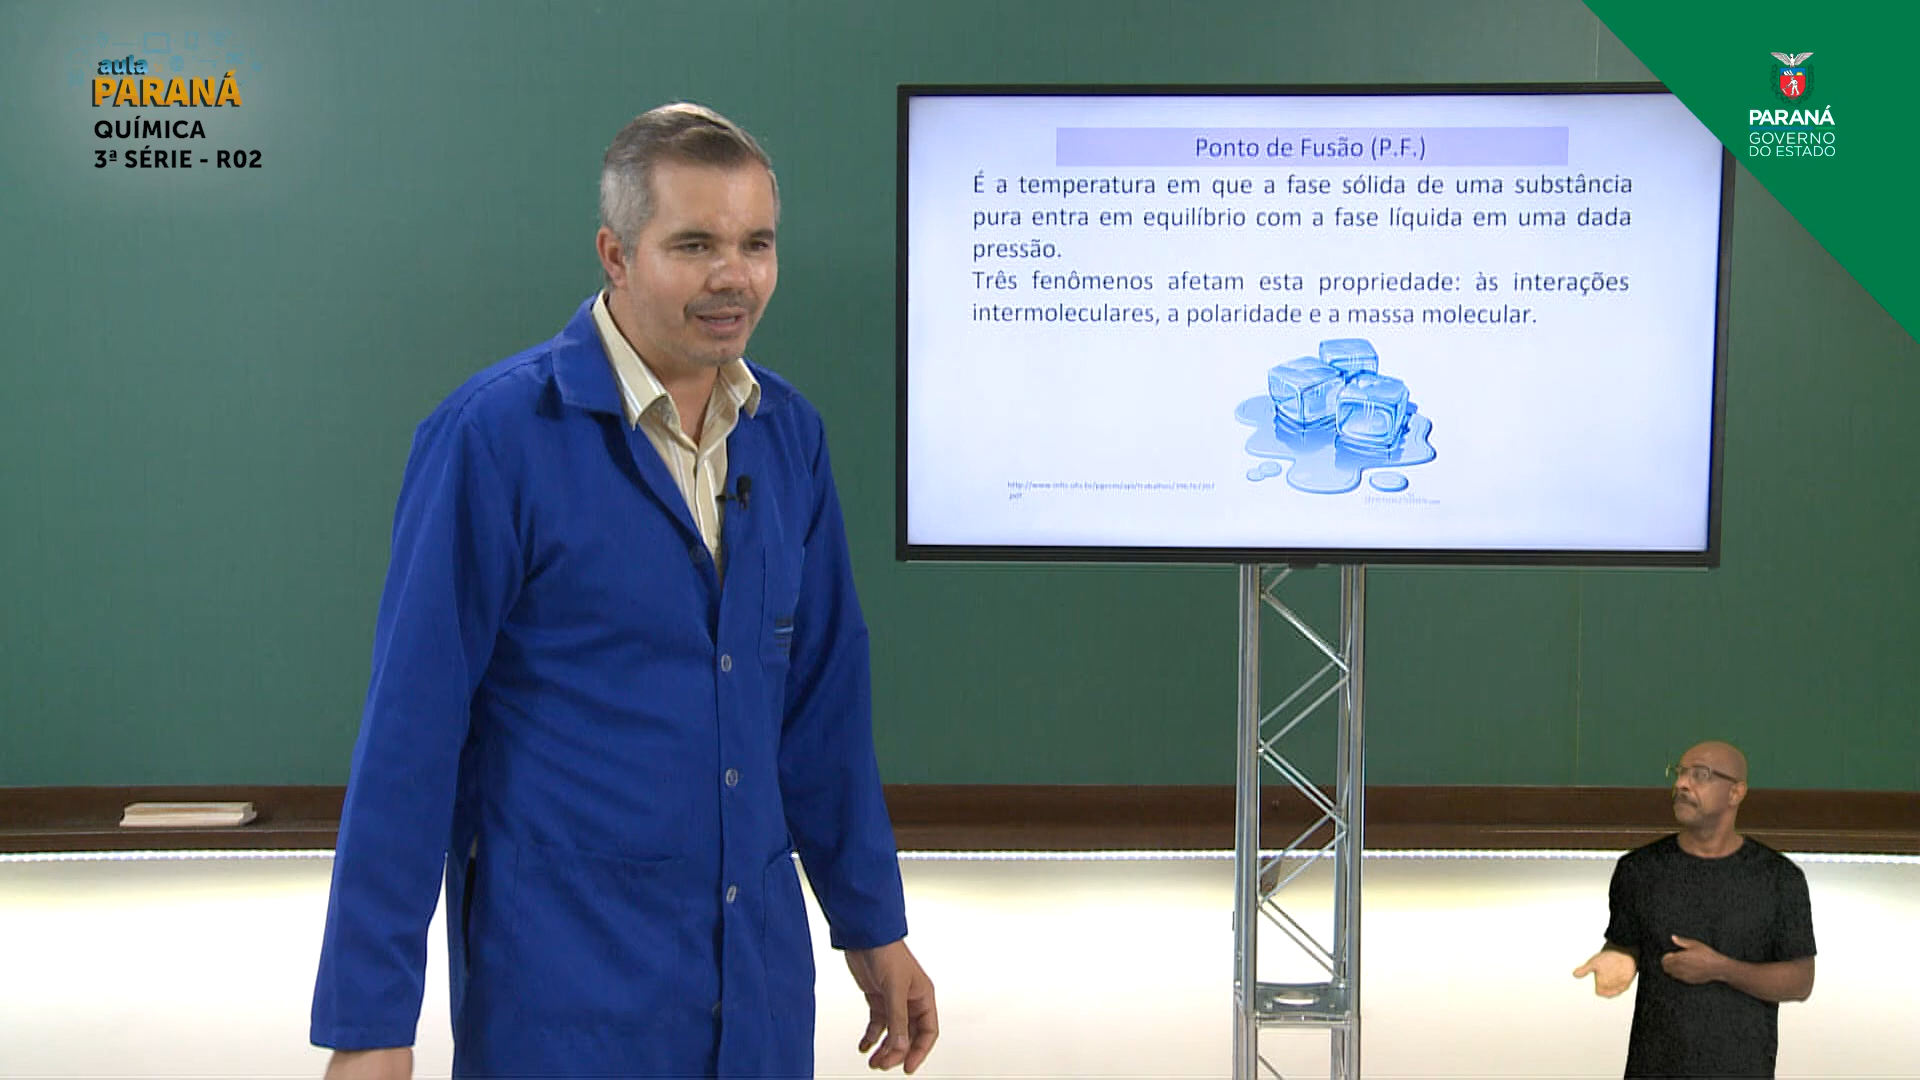 aula
PARANÁ
QUÍMICA
3ª SÉRIE - R02
PARANÁ
GOVERNO
DO ESTADO
Ponto de Fusão (P.F.)
É a temperatura em que a fase sólida de uma substância
pura entra em equilíbrio com a fase líquida em uma dada
pressão.
Três fenômenos afetam esta propriedade: às interações
intermoleculares, a polaridade e a massa molecular.
.pdf